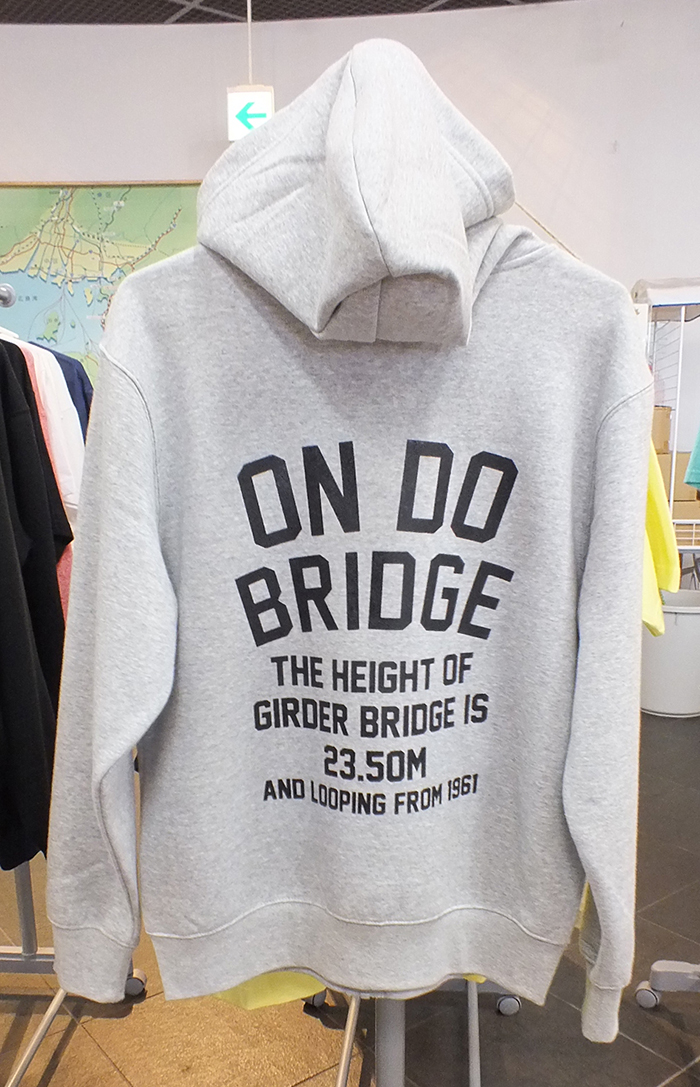 ON DO
BRIDGE
THE HEIGHT OF
GIRDER BRIDGE IS
23.50M
AND LOOPING FROM 1961